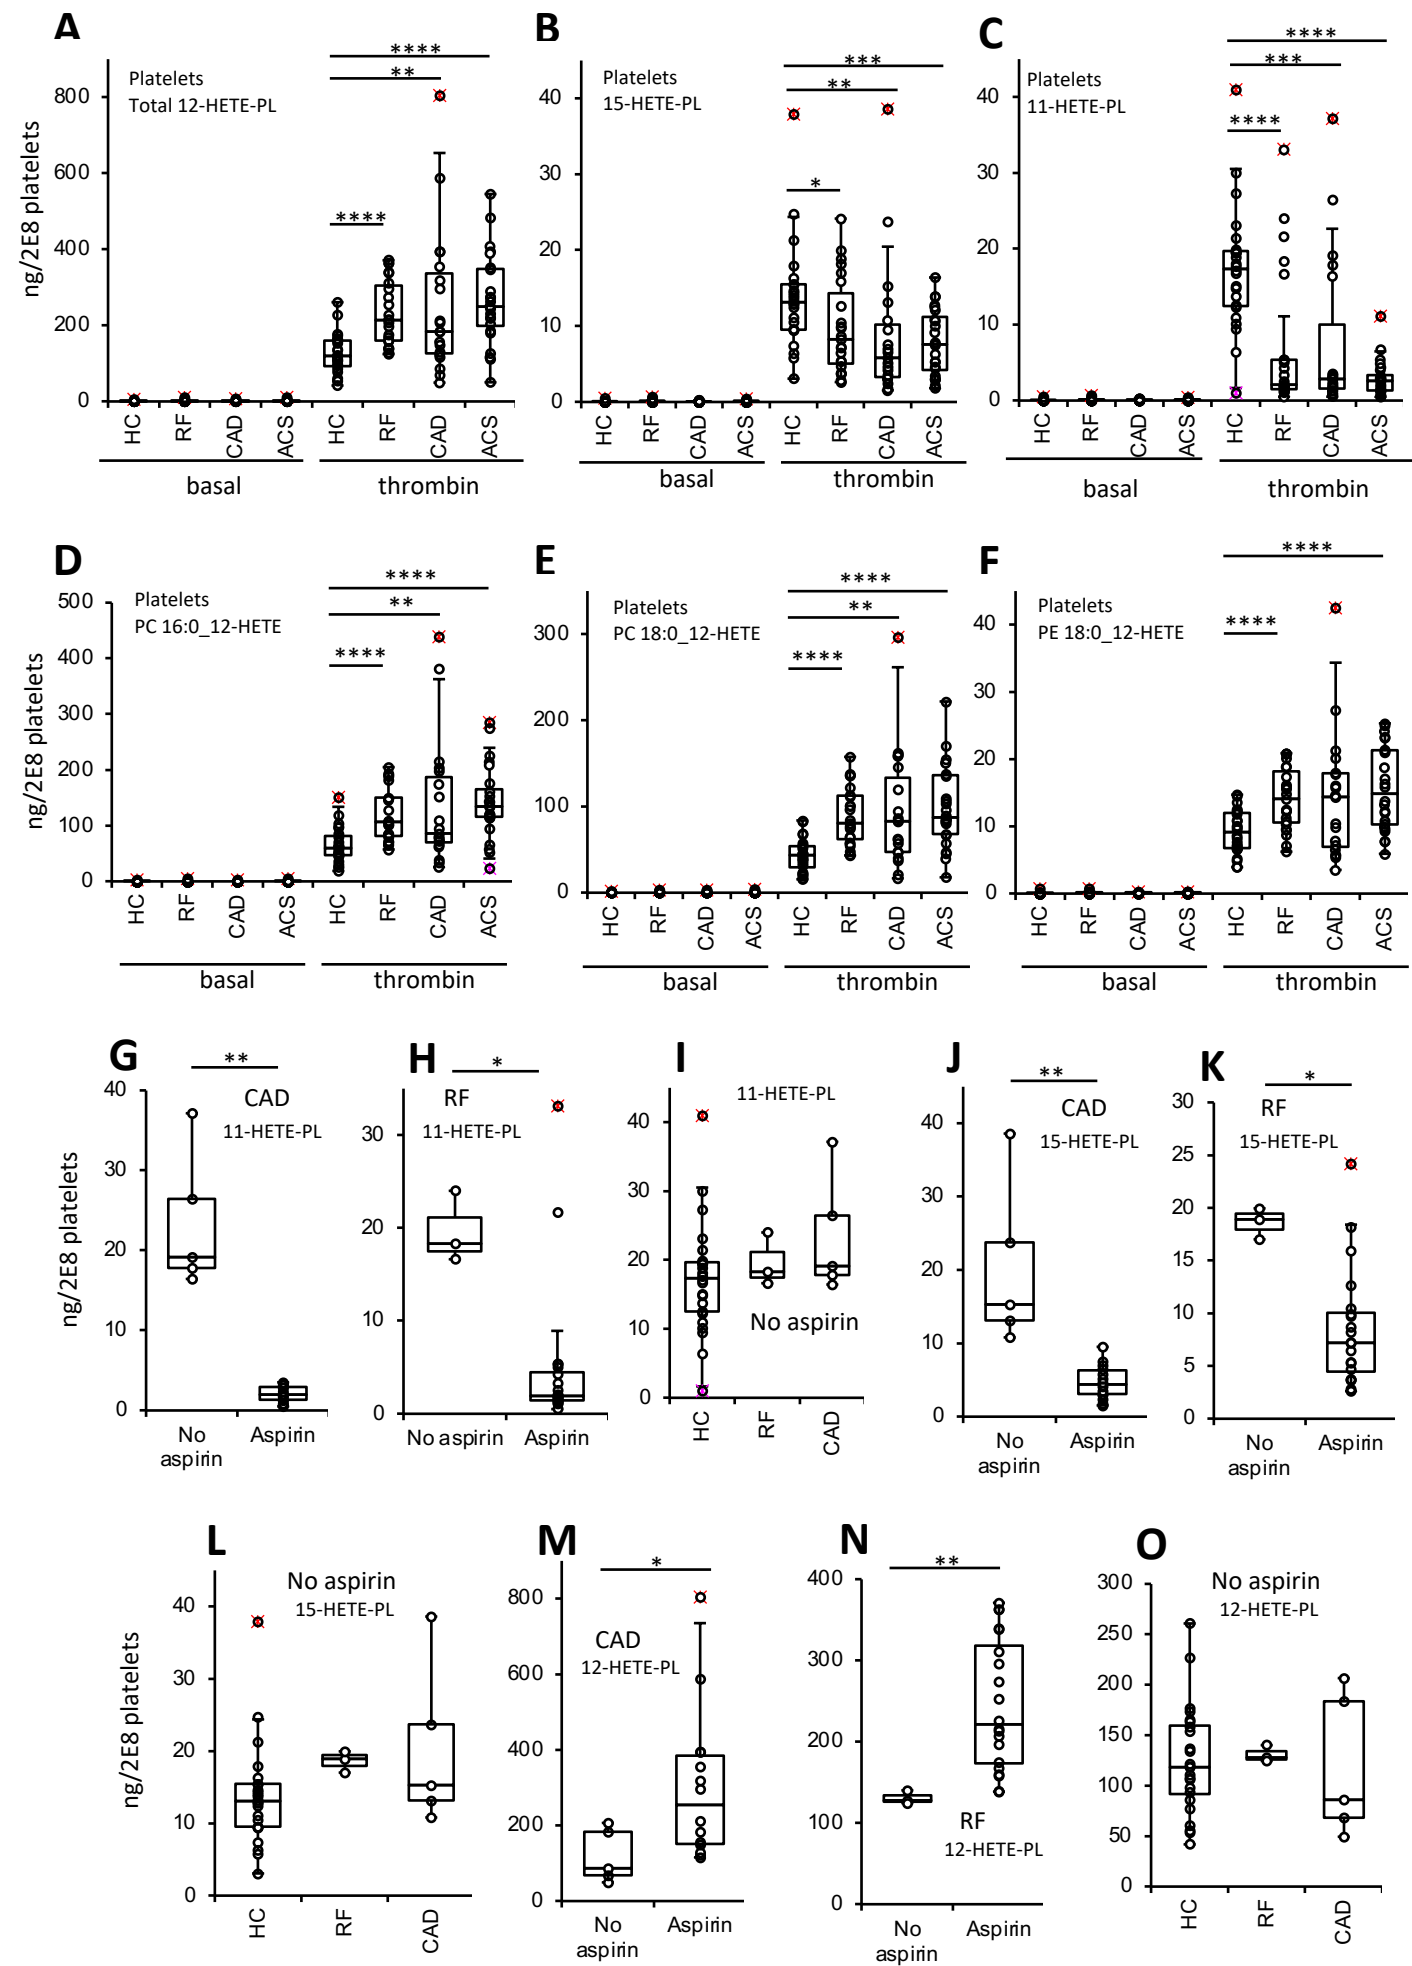 A
Platelets
Total 12-HETE-PL
****
**
****
ng/2E8 platelets
800
600
400
200
0
HC
RF
CAD
ACS
HC
RF
CAD
ACS
basal
thrombin
B
Platelets
15-HETE-PL
***
**
*
40
30
20
10
0
HC
RF
CAD
ACS
HC
RF
CAD
ACS
basal
thrombin
C
Platelets
11-HETE-PL
****
***
****
40
30
20
10
0
HC
RF
CAD
ACS
HC
RF
CAD
ACS
basal
thrombin
D
Platelets
PC 16:0_12-HETE
****
**
****
ng/2E8 platelets
500
400
300
200
100
0
HC
RF
CAD
ACS
HC
RF
CAD
ACS
basal
thrombin
E
Platelets
PC 18:0_12-HETE
****
**
****
300
200
100
0
HC
RF
CAD
ACS
HC
RF
CAD
ACS
basal
thrombin
F
Platelets
PE 18:0_12-HETE
****
****
40
30
20
10
0
HC
RF
CAD
ACS
HC
RF
CAD
ACS
basal
thrombin
G
**
CAD
11-HETE-PL
ng/2E8 platelets
40
30
20
10
0
No
aspirin
Aspirin
H
*
RF
11-HETE-PL
30
20
10
0
No aspirin
Aspirin
I
11-HETE-PL
40
30
20
10
0
No aspirin
HC
RF
CAD
J
**
CAD
15-HETE-PL
40
30
20
10
0
No
aspirin
Aspirin
K
*
RF
15-HETE-PL
30
25
20
15
10
5
0
No
aspirin
Aspirin
L
No aspirin
15-HETE-PL
ng/2E8 platelets
40
30
20
10
0
HC
RF
CAD
M
*
CAD
12-HETE-PL
800
600
400
200
0
No
aspirin
Aspirin
N
**
400
300
200
100
0
RF
12-HETE-PL
No
aspirin
Aspirin
O
No aspirin
12-HETE-PL
300
250
200
150
100
50
0
HC
RF
CAD